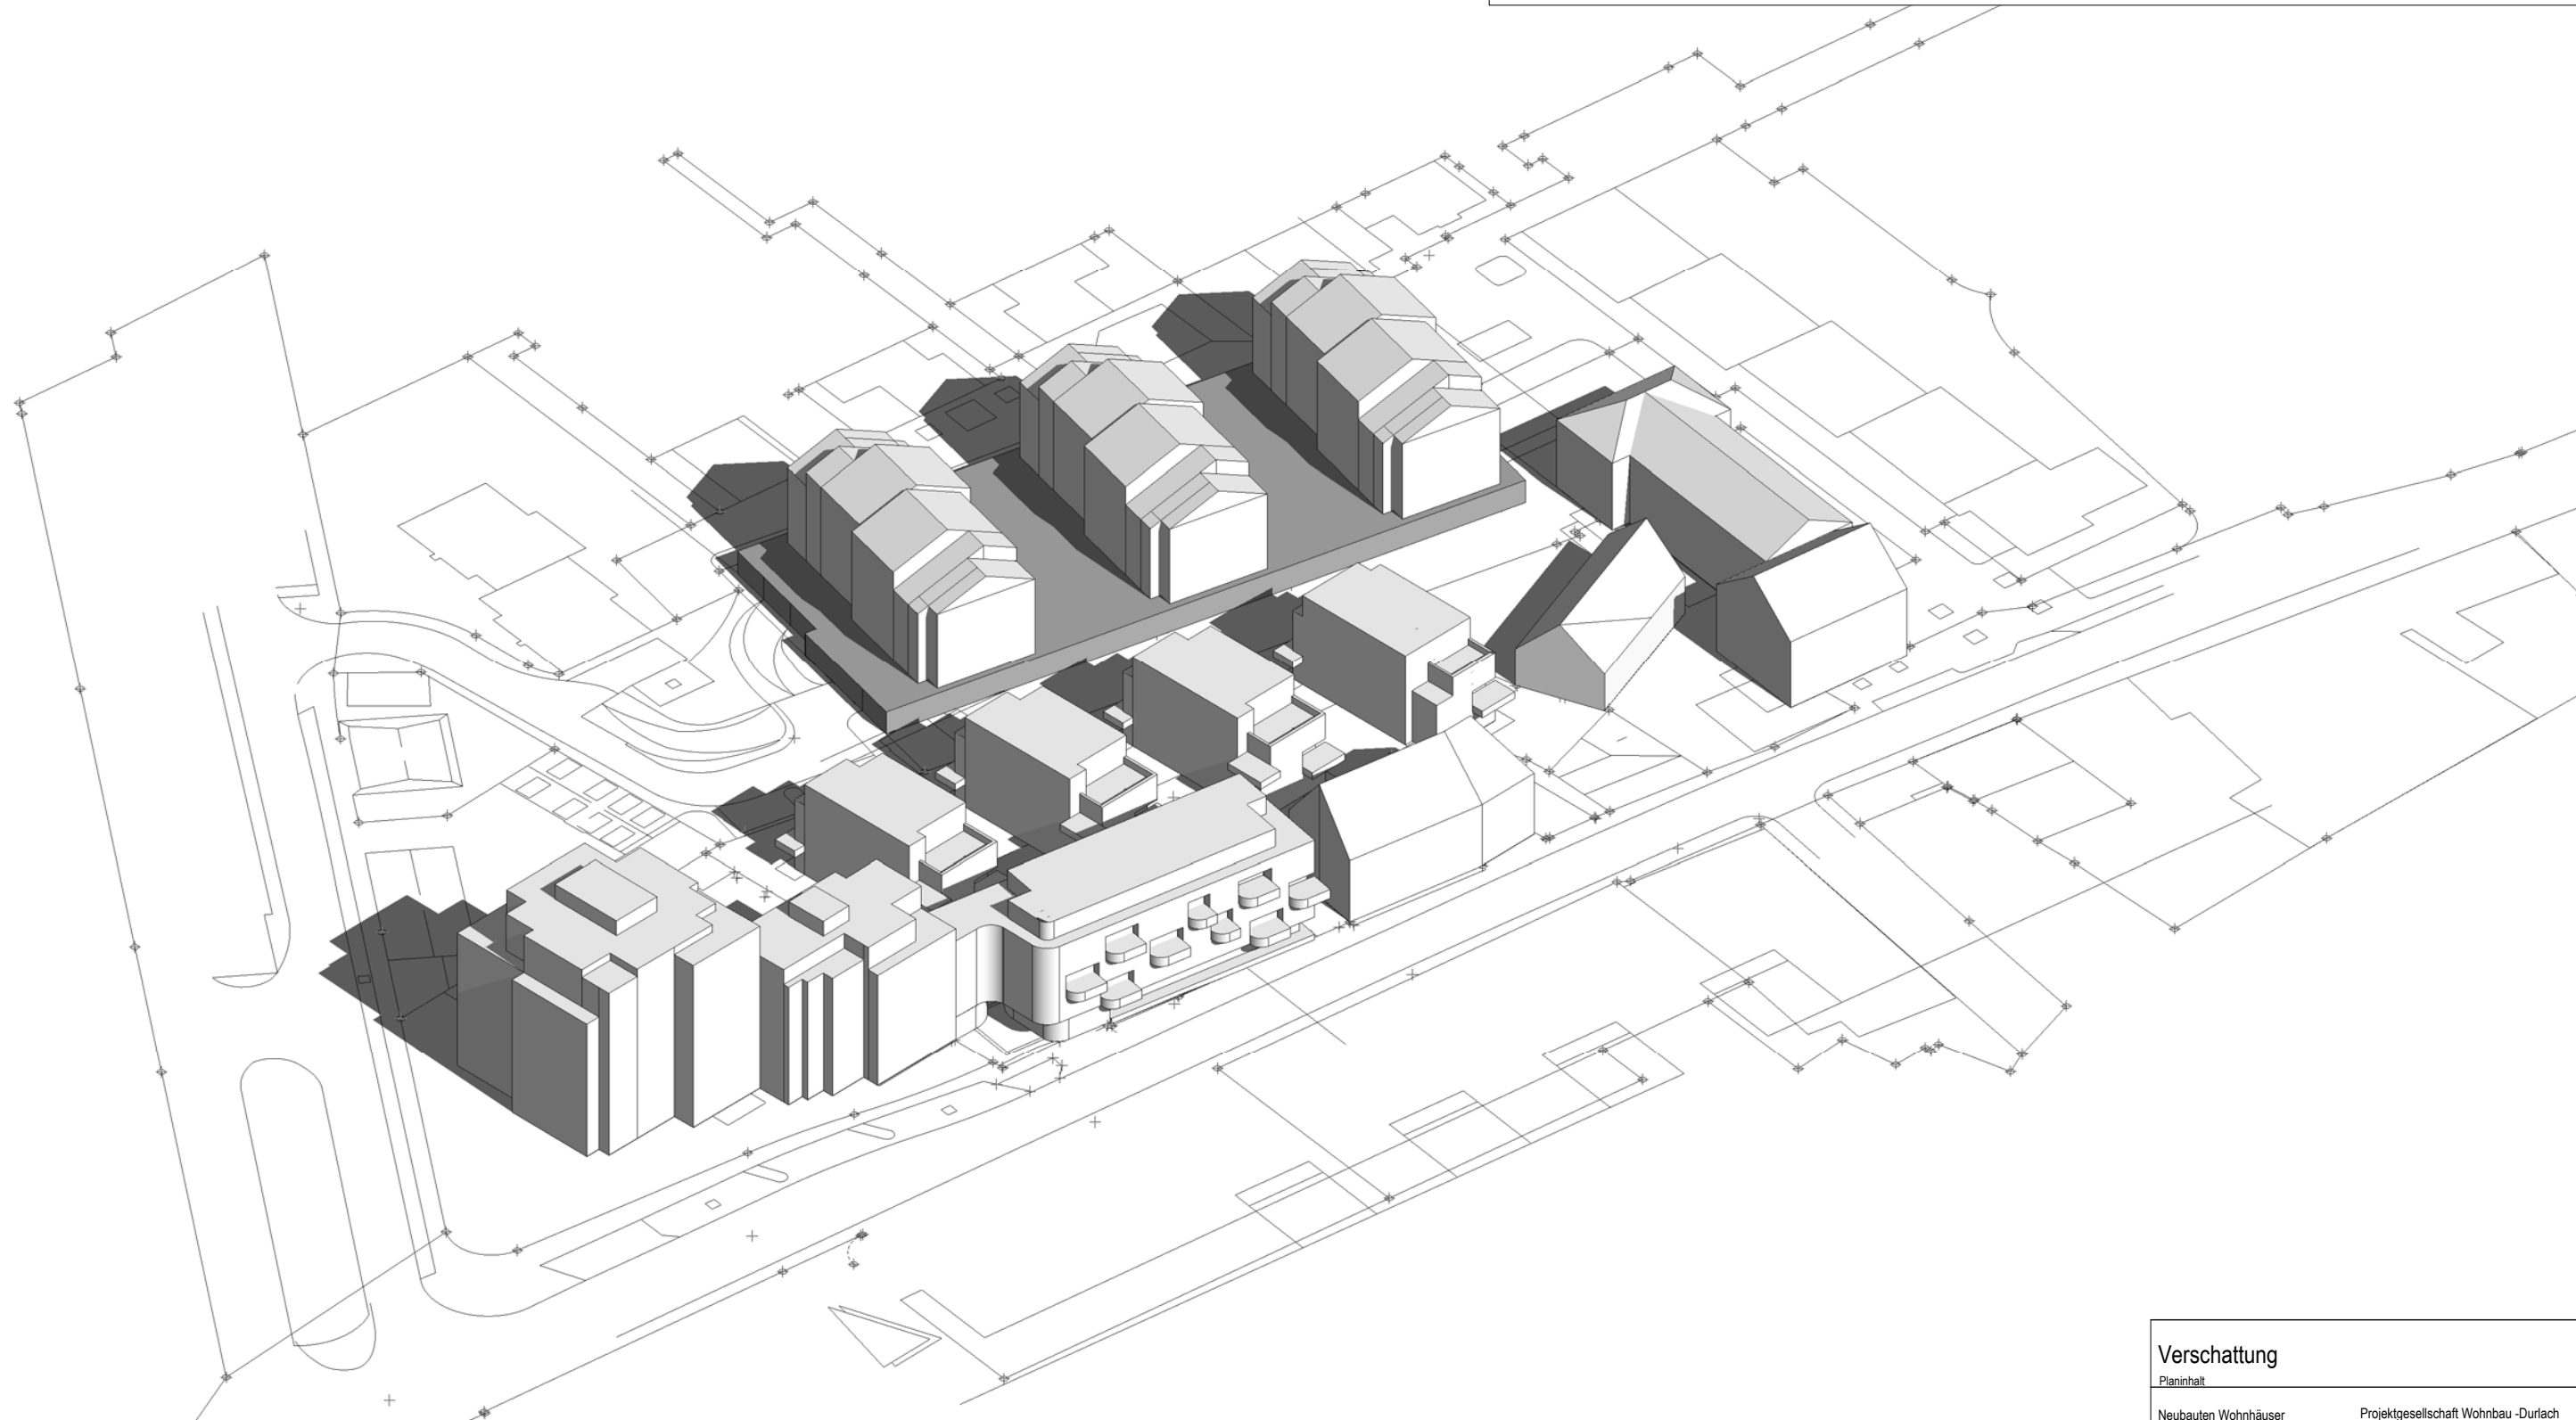 Verschattung
Planinhalt
Neubauten Wohnhäuser
Projektgesellschaft Wohnbau -Durlach